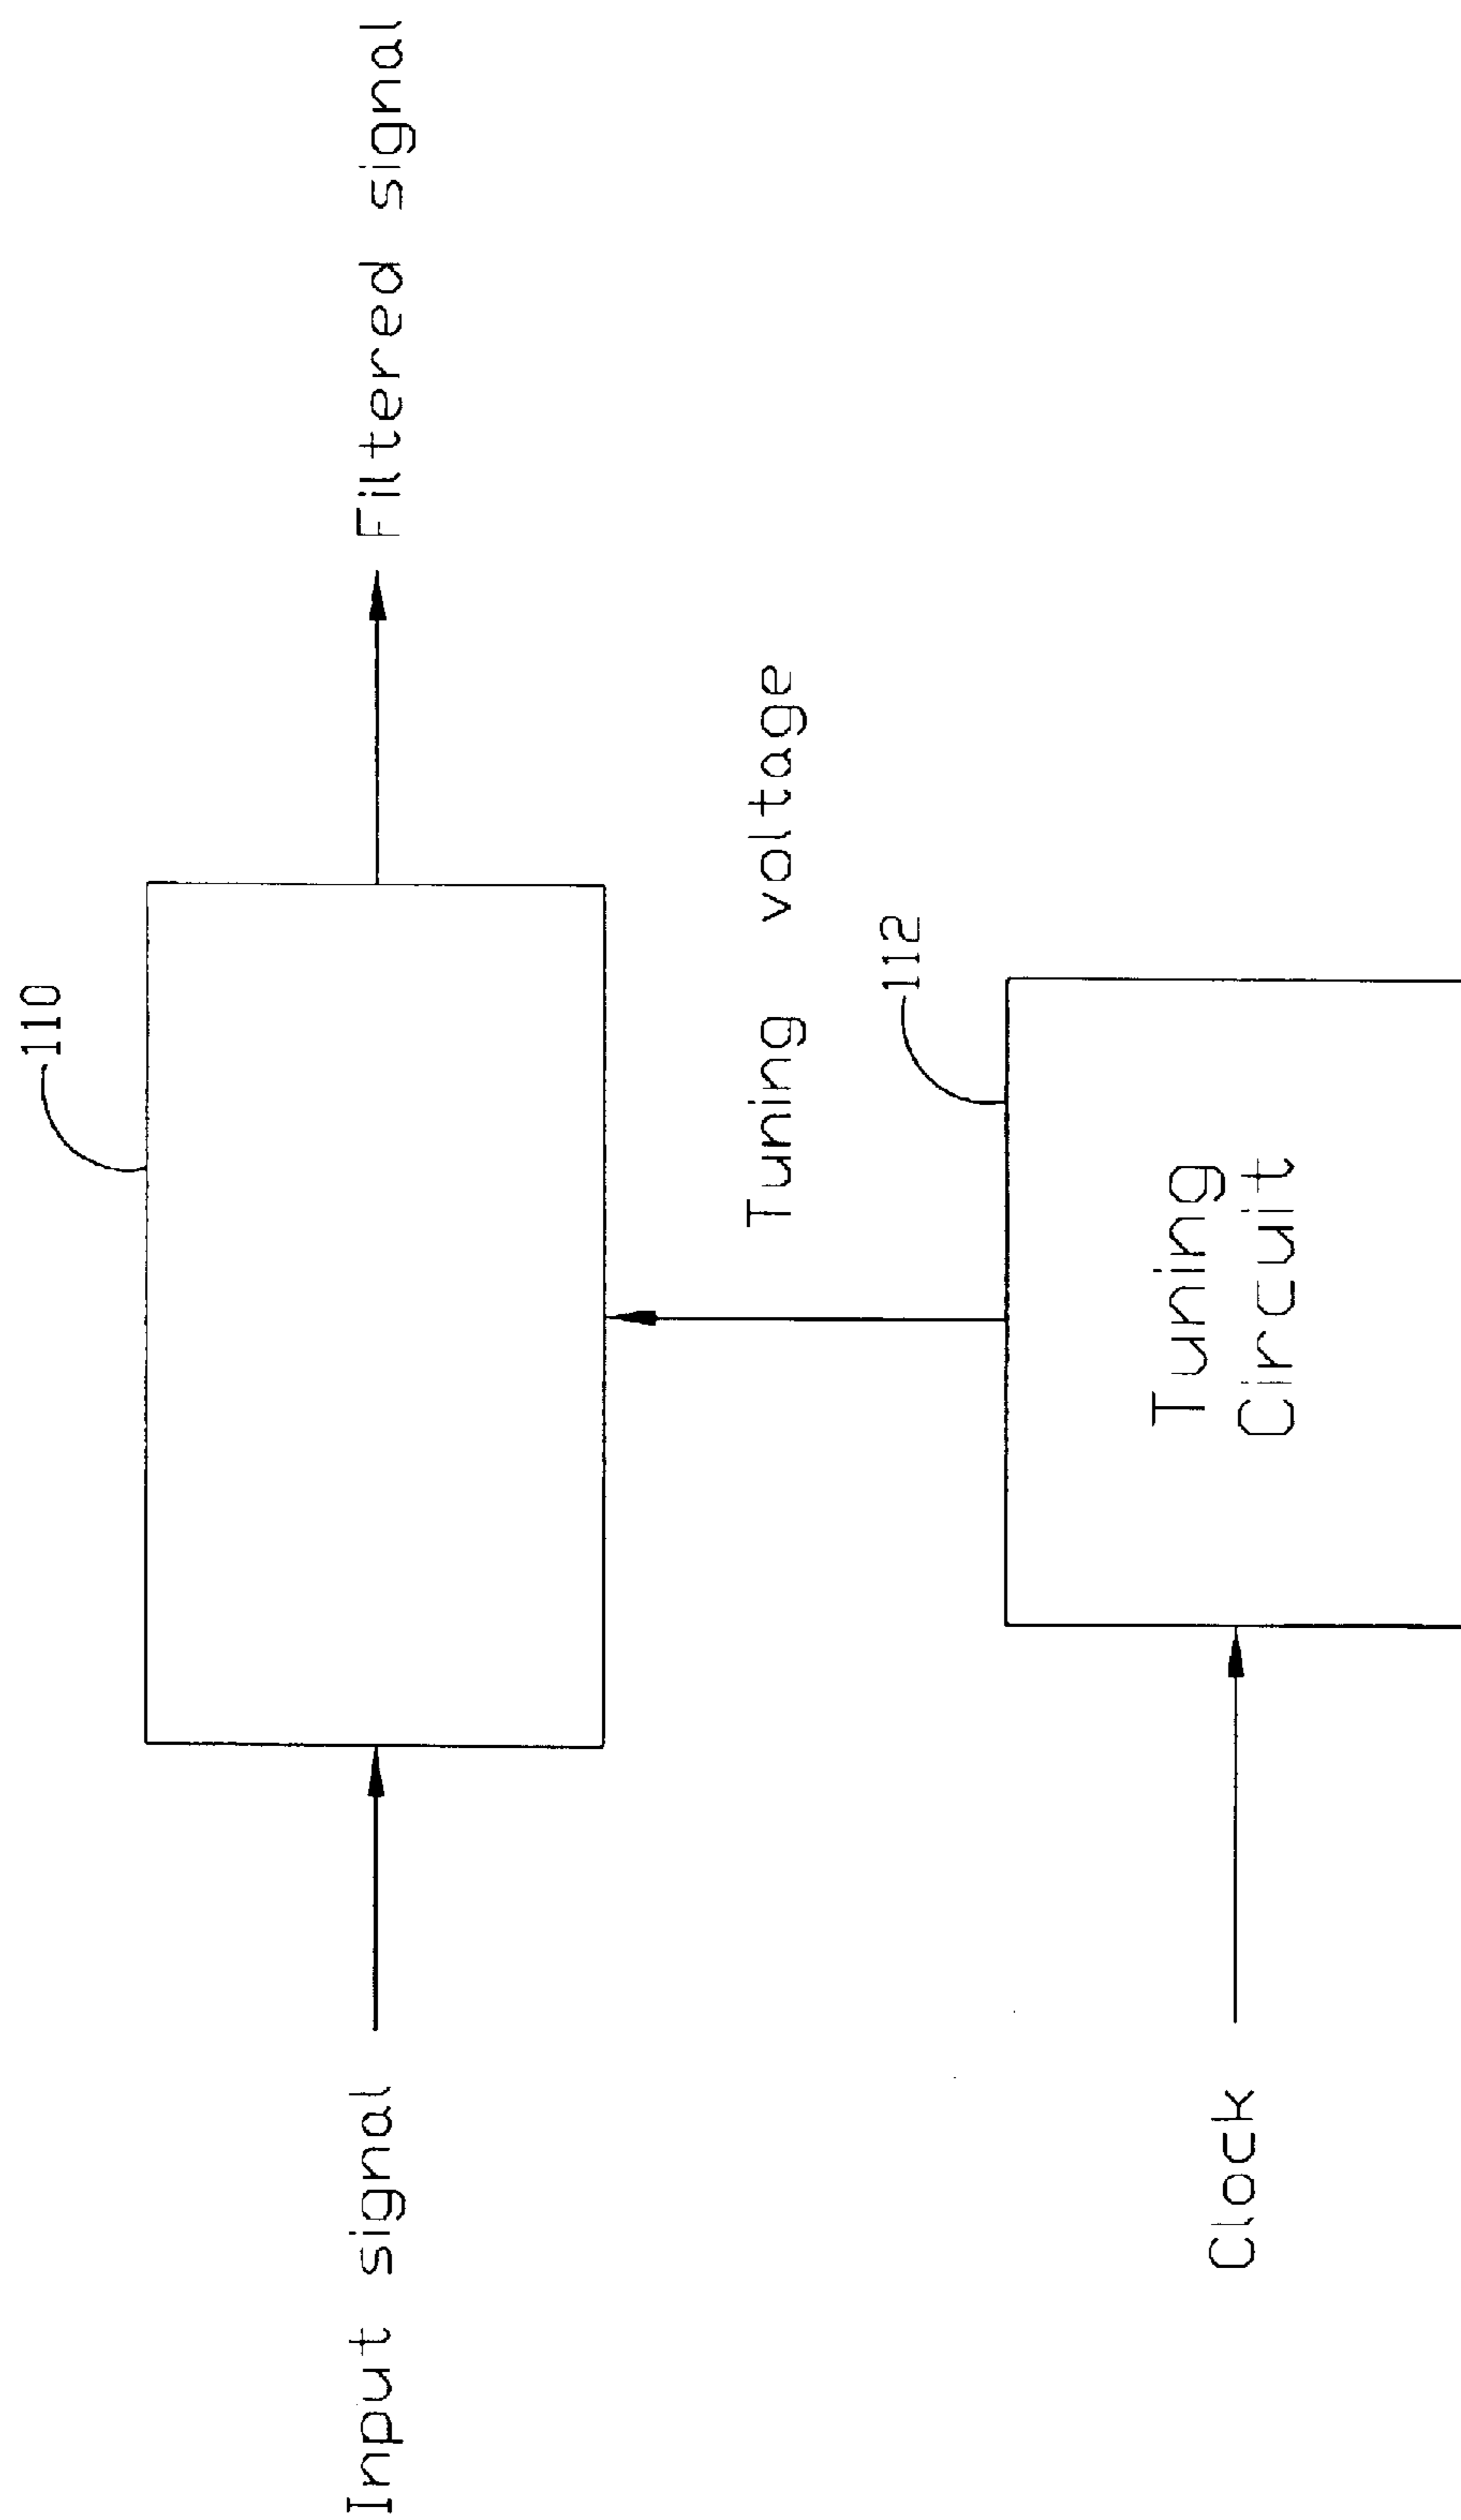 110
Input signal
Filtered signal
Tuning voltage
112
Tuning
Circuit
Clock